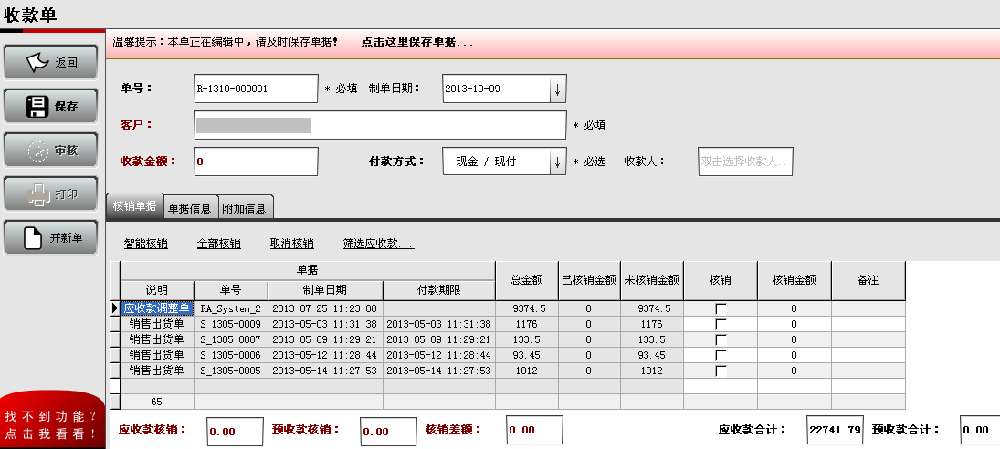 收款单
温馨提示：本单正在编辑中，请及时保存单据! 点击这里保存单据...
返回
保存
审核
打印
开新单
单号： R-1310-000001 * 必填 制单日期： 2013-10-09
客户： * 必填
收款金额： 0 付款方式： 现金 / 现付 * 必选 收款人： 双击选择收款人..
核销单据 单据信息 附加信息
智能核销 全部核销 取消核销 筛选应收款...
单据 总金额 已核销金额 未核销金额 核销 核销金额 备注
说明 单号 制单日期 付款期限
应收款调整单 RA_System_2 2013-07-25 11:23:08 -9374.5 0 -9374.5 0
销售出货单 S_1305-0009 2013-05-03 11:31:38 2013-05-03 11:31:38 1176 0 1176 0
销售出货单 S_1305-0007 2013-05-09 11:29:21 2013-05-09 11:29:21 133.5 0 133.5 0
销售出货单 S_1305-0006 2013-05-12 11:28:44 2013-05-12 11:28:44 93.45 0 93.45 0
销售出货单 S_1305-0005 2013-05-14 11:27:53 2013-05-14 11:27:53 1012 0 1012 0
65
应收款核销： 0.00 预收款核销： 0.00 核销差额： 0.00 应收款合计： 22741.79 预收款合计： 0.00
找不到功能？
点击我看看！